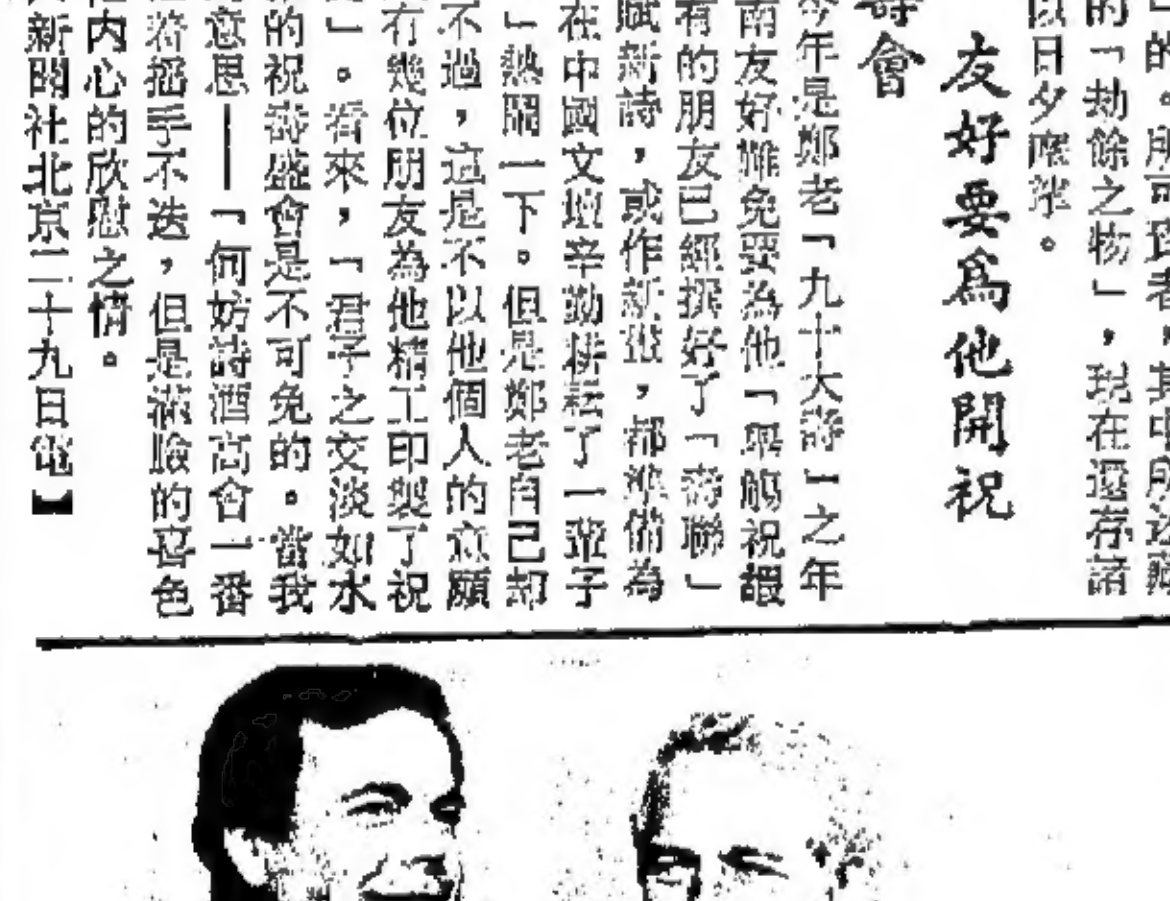 」的。所可
的「劫餘之物」，現在還存諸
以日夕摩挲。
友好要爲他開祝
壽會
今年是鄭老「九十大壽」之年
南友好難免要為他「舉觴祝嘏
有的朋友已經撰好了「壽聯」
賦新詩，或作新，都準備為
在中國文壇辛勤耕耘了一輩子
」熱鬧一下。但是鄭老自己却
不過，這是不以他個人的意願
有幾位朋友為他精工印製了祝
」。看來，「君子之交淡如水
的祝壽盛會是不可免的。當我
意思——「何妨詩酒高會一番
着搖手不迭，但是滿臉的喜色
內心的欣慰之情。
新聞社北京二十九日電】